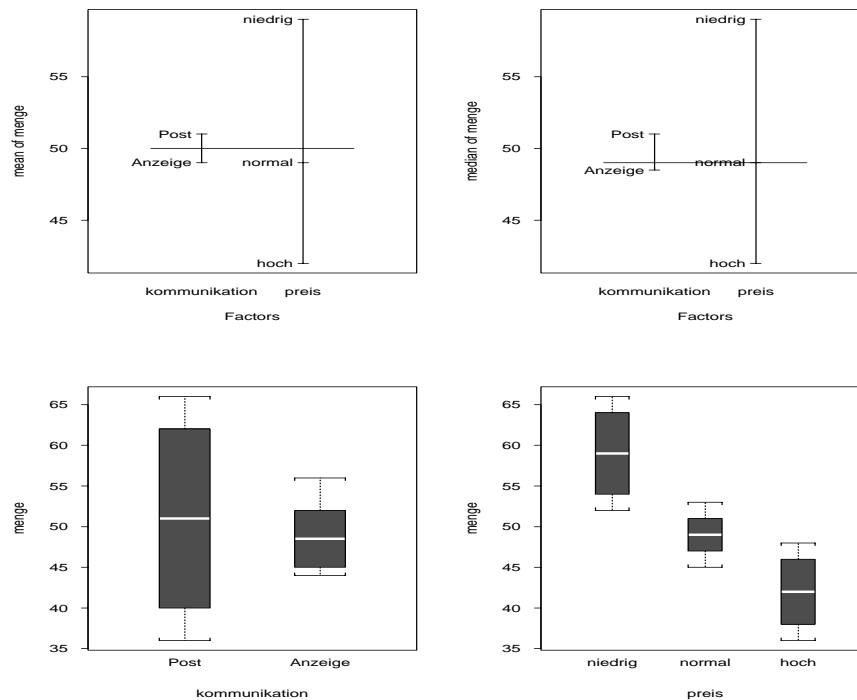 mean of menge
55
50
45
niedrig
Post
Anzeige
normal
hoch
kommunikation preis
Factors
median of menge
55
50
45
niedrig
Post
Anzeige
normal
hoch
kommunikation preis
Factors
menge
65
60
55
50
45
40
35
Post Anzeige
kommunikation
menge
65
60
55
50
45
40
35
niedrig normal hoch
preis